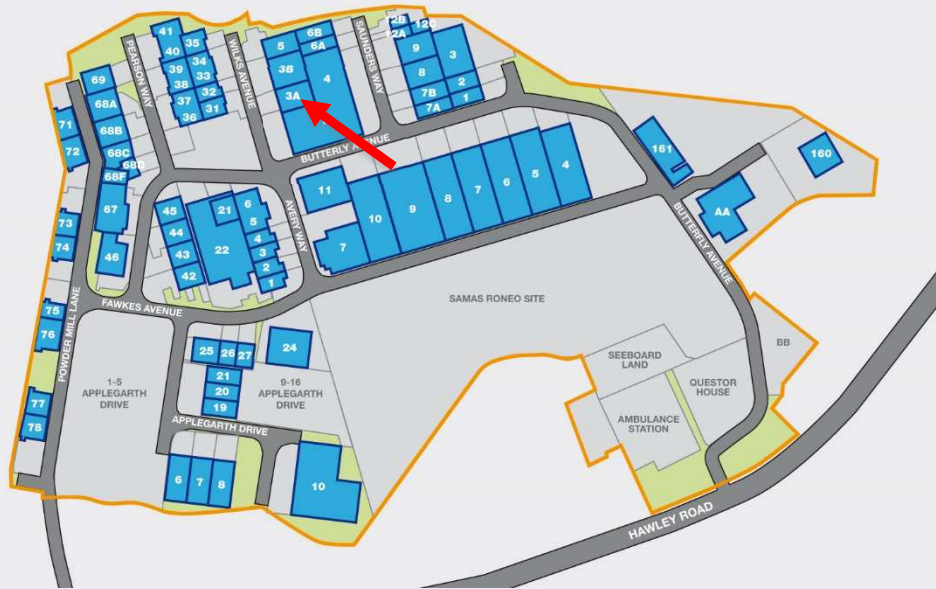 41
35
40
34
39
33
38
32
37
31
36
PEARSON WAY
WILKS AVENUE
5
6B
6A
3B
4
3A
SAUNDERS WAY
12B
12C
12A
9
3
8
2
7B
1
7A
BUTTERLY AVENUE
69
68A
68B
68C
68D
68F
71
72
67
46
73
74
75
76
77
78
POWDER MILL LANE
45
44
43
42
21
22
6
5
4
3
2
1
AVERY WAY
11
7
10
9
8
7
6
5
4
161
160
AA
BUTTERFLY AVENUE
FAWKES AVENUE
SAMAS RONEO SITE
25
26
27
24
21
20
19
1-5
APPLEGARTH
DRIVE
9-16
APPLEGARTH
DRIVE
APPLEGARTH DRIVE
6
7
8
10
SEEBOARD
LAND
QUESTOR
HOUSE
AMBULANCE
STATION
BB
HAWLEY ROAD